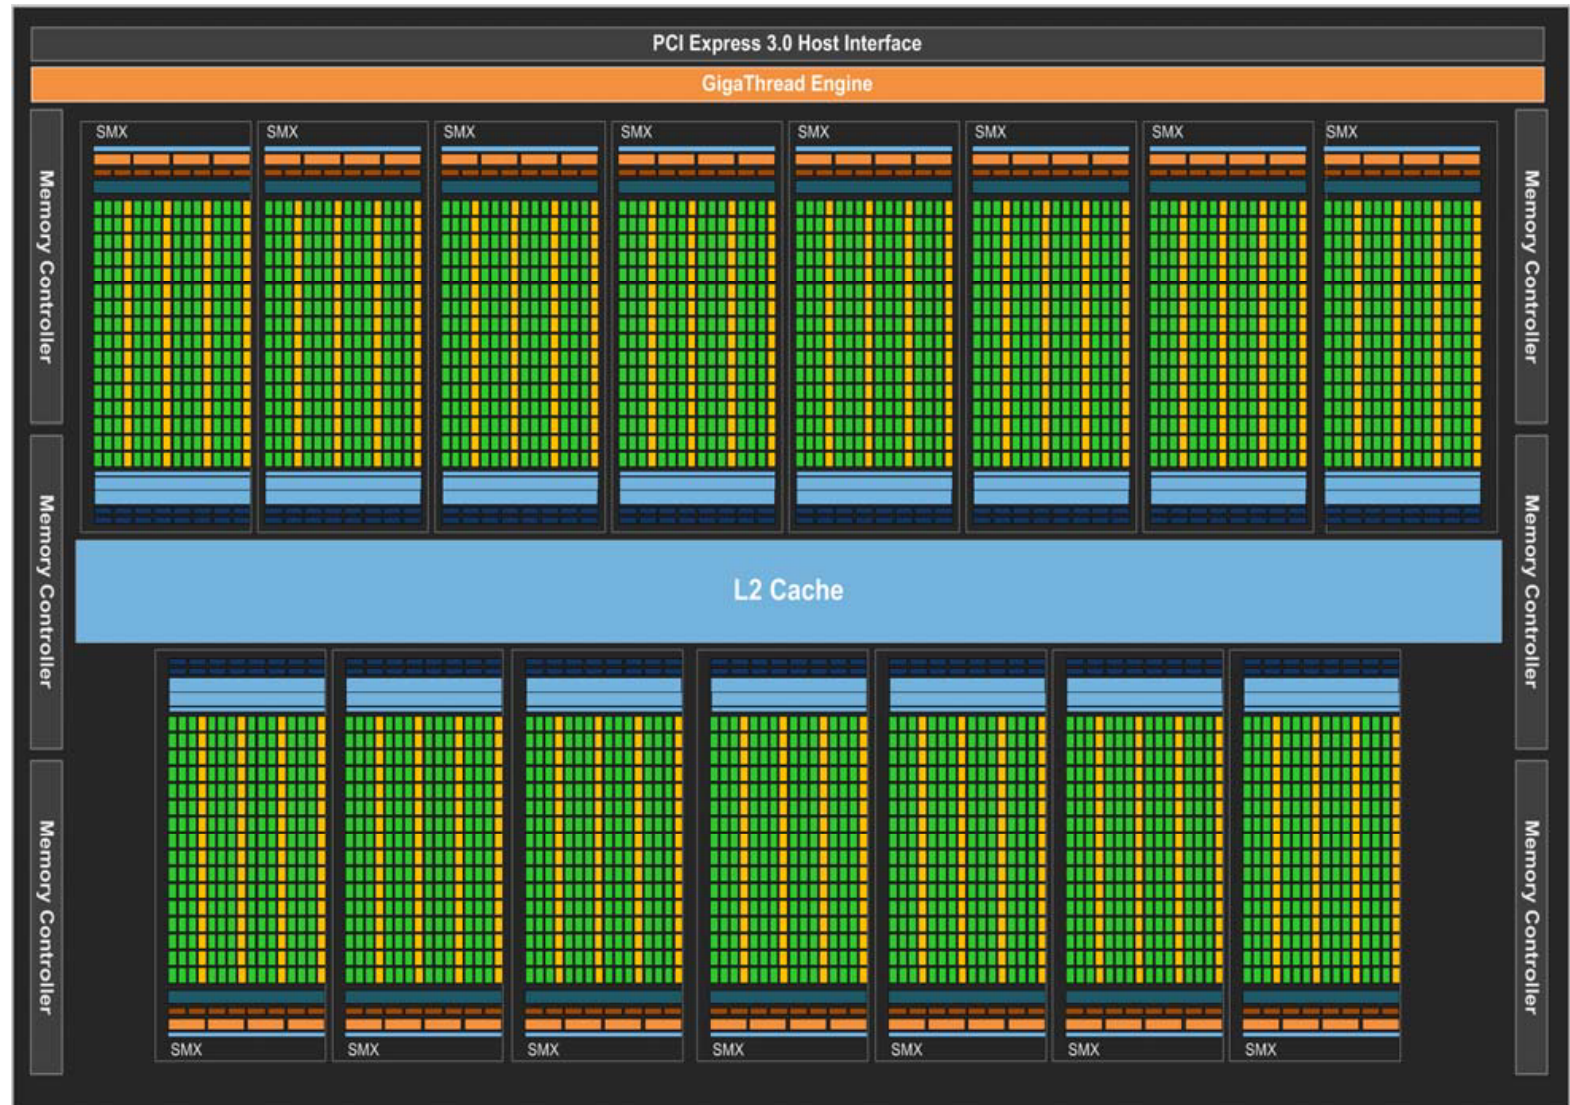 PCI Express 3.0 Host Interface
GigaThread Engine
SMX SMX SMX SMX SMX SMX SMX SMX
Memory Controller
Memory Controller
Memory Controller
Memory Controller
L2 Cache
Memory Controller
Memory Controller
SMX SMX SMX SMX SMX SMX SMX